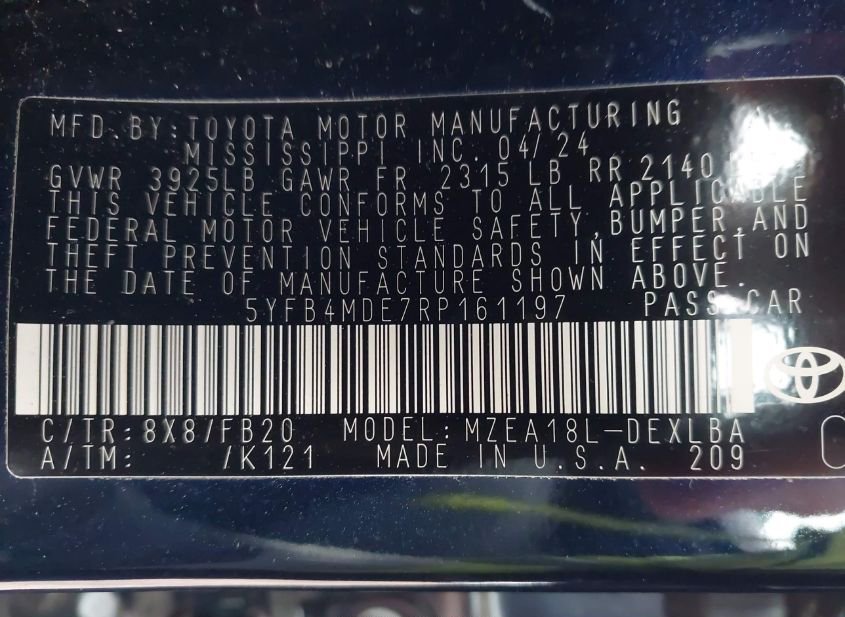 MFD. BY: TOYOTA MOTOR MANUFACTURING
MISSISSIPPI INC. 04/24
GVWR 3925LB GAWR FR 2315 LB RR 2140
THIS VEHICLE CONFORMS TO ALL APPLICABLE
FEDERAL MOTOR VEHICLE SAFETY, BUMPER, AND
THEFT PREVENTION STANDARDS IN EFFECT ON
THE DATE OF MANUFACTURE SHOWN ABOVE.
5YFB4MDE7RP161197 PASS CAR
C/TR: 8X8/FB20 MODEL: MZEA18L-DEXLBA
A/TM: /K121 MADE IN U.S.A. 209